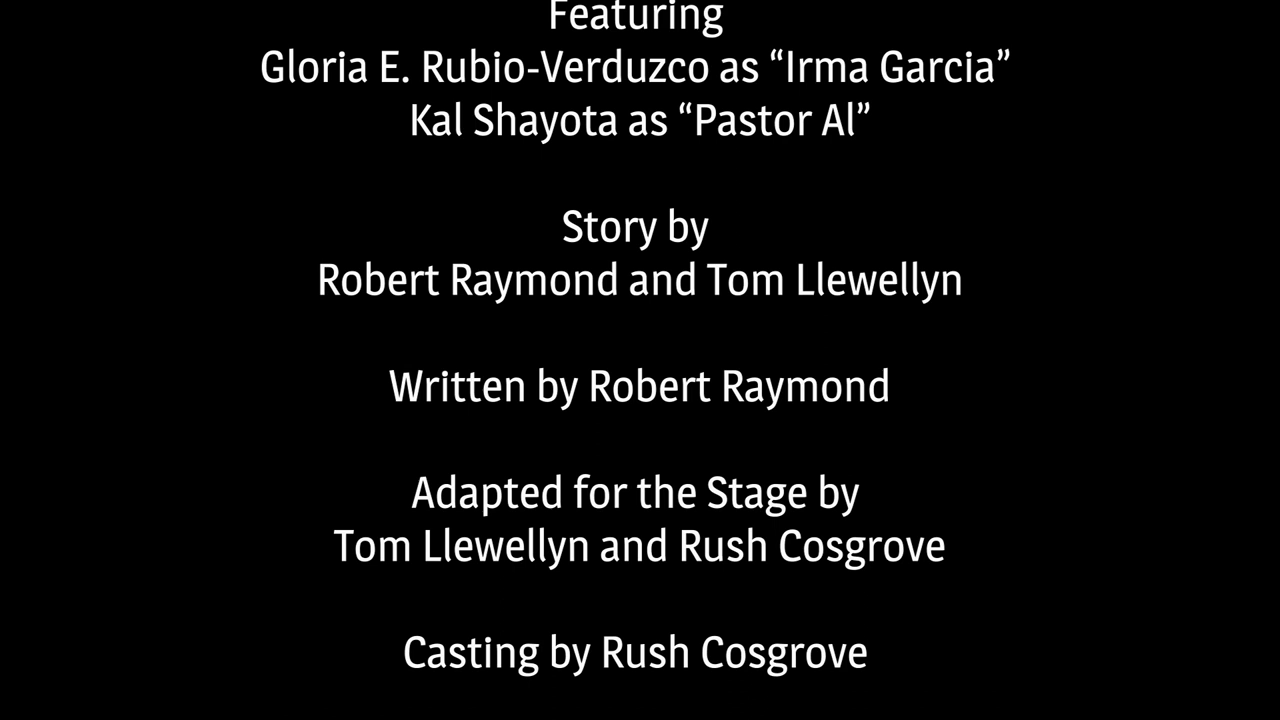 Featuring
Gloria E. Rubio-Verduzco as “Irma Garcia”
Kal Shayota as “Pastor Al”
Story by
Robert Raymond and Tom Llewellyn
Written by Robert Raymond
Adapted for the Stage by
Tom Llewellyn and Rush Cosgrove
Casting by Rush Cosgrove